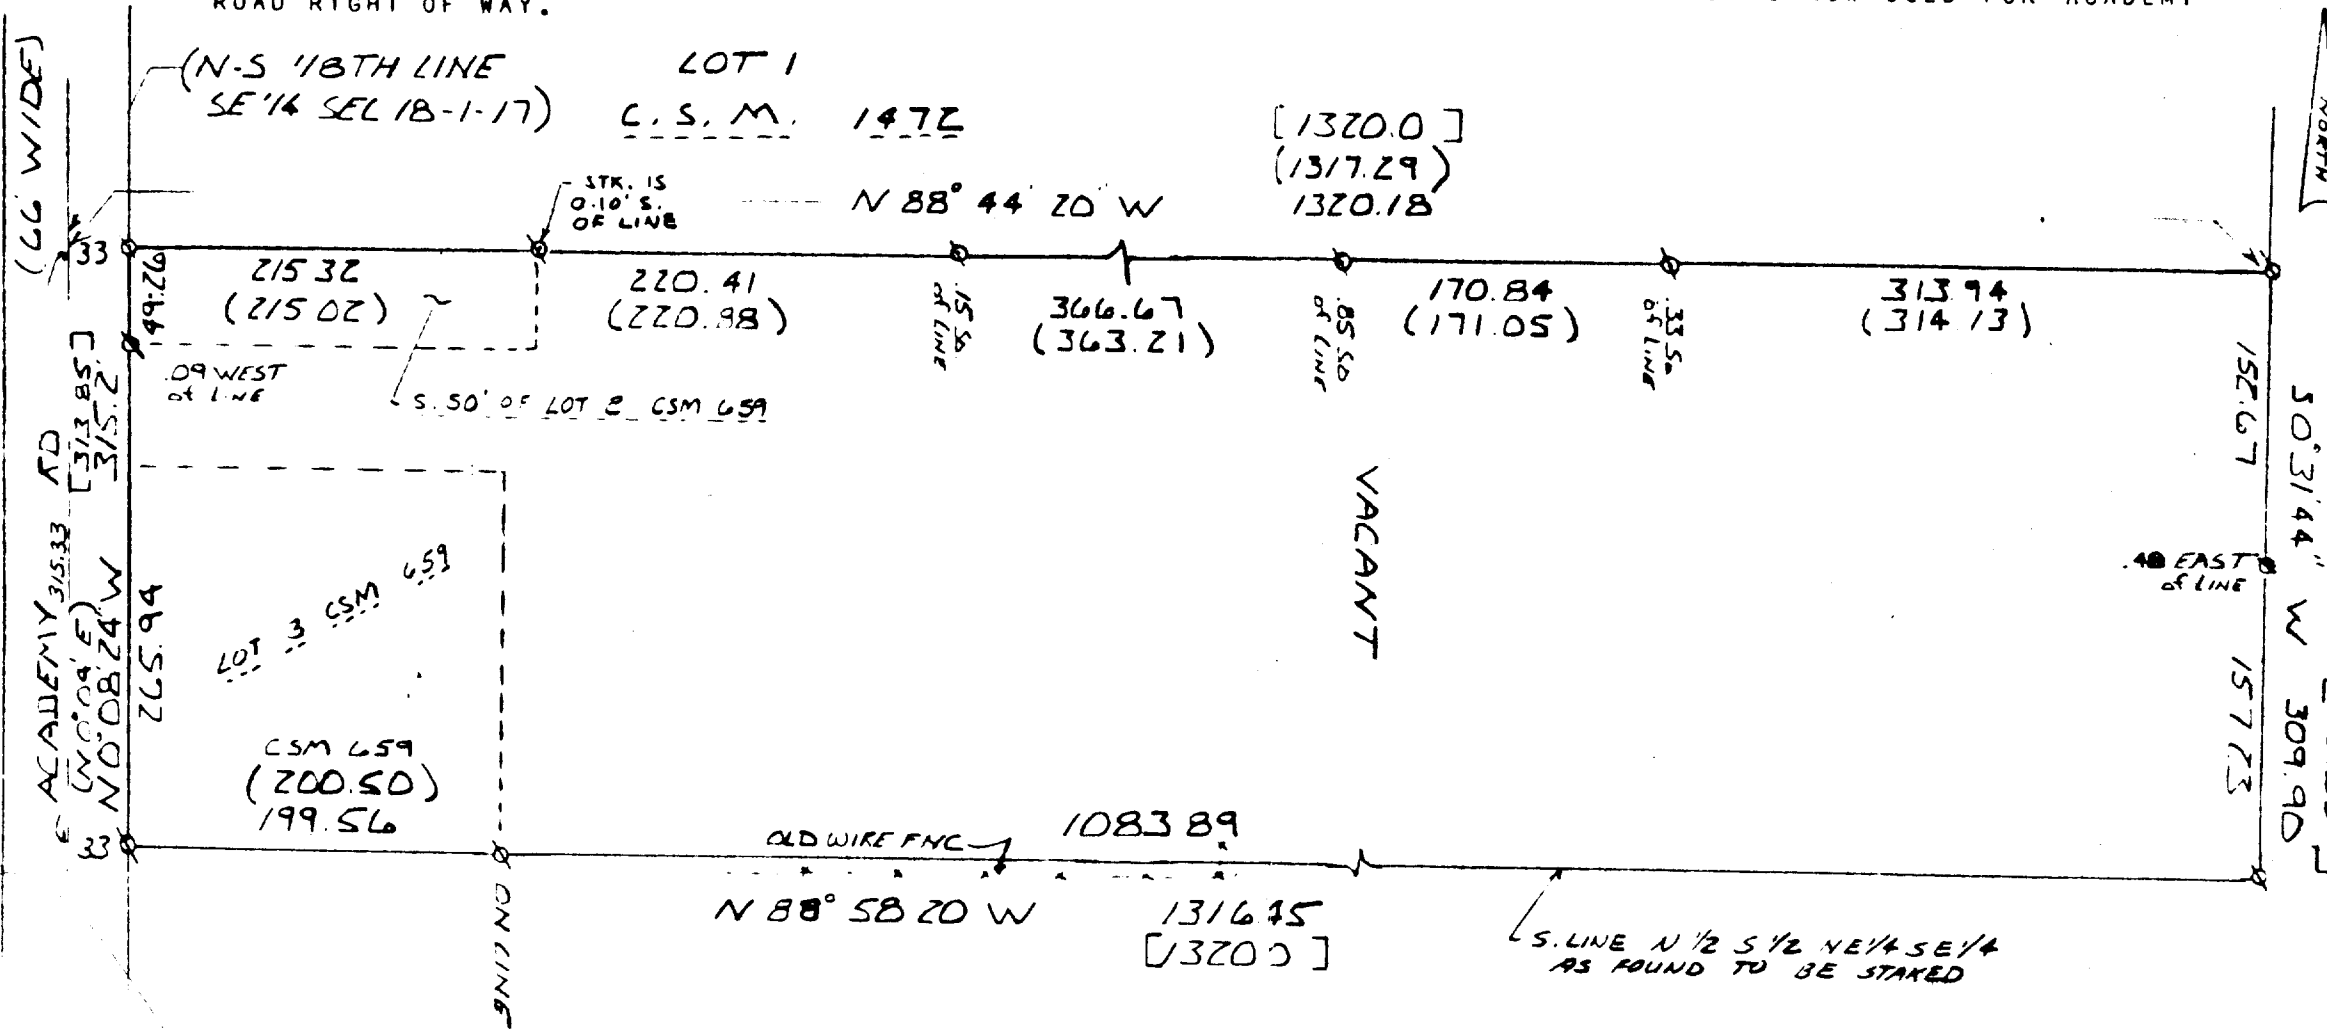 ROAD RIGHT OF WAY.
USED FOR ACADEMY
(66' WIDE)
(N-S 1/8TH LINE
SE 1/4 SEC 18-1-17)
LOT 1
C. S. M. 1472
[1320.0]
(1317.29)
1320.18
NORTH
STK. IS
0.10' S.
OF LINE
N 88° 44' 20" W
33
49.26
215 32
(215 02)
220.41
(220.98)
.15 So.
of LINE
366.67
(363.21)
.85 SO
of LINE
170.84
(171.05)
.33 So
of LINE
313.94
(314.13)
.09 WEST
of LINE
S. 50' OF LOT 2 CSM 659
152.67
S 0° 31' 44" W 309.90
[313 85]
315.2'
ACADEMY RD
315.33
(N 0° 04' E)
N 0° 08' 24" W
265.94
LOT 3 CSM 659
VACANT
EAST
of LINE
157 23
CSM 659
(200.50)
199.56
33
OLD WIRE FNC
1083 89
ON LINE
N 88° 58 20 W
1316.45
[1320 0]
S. LINE N 1/2 S 1/2 NE 1/4 SE 1/4
AS FOUND TO BE STAKED